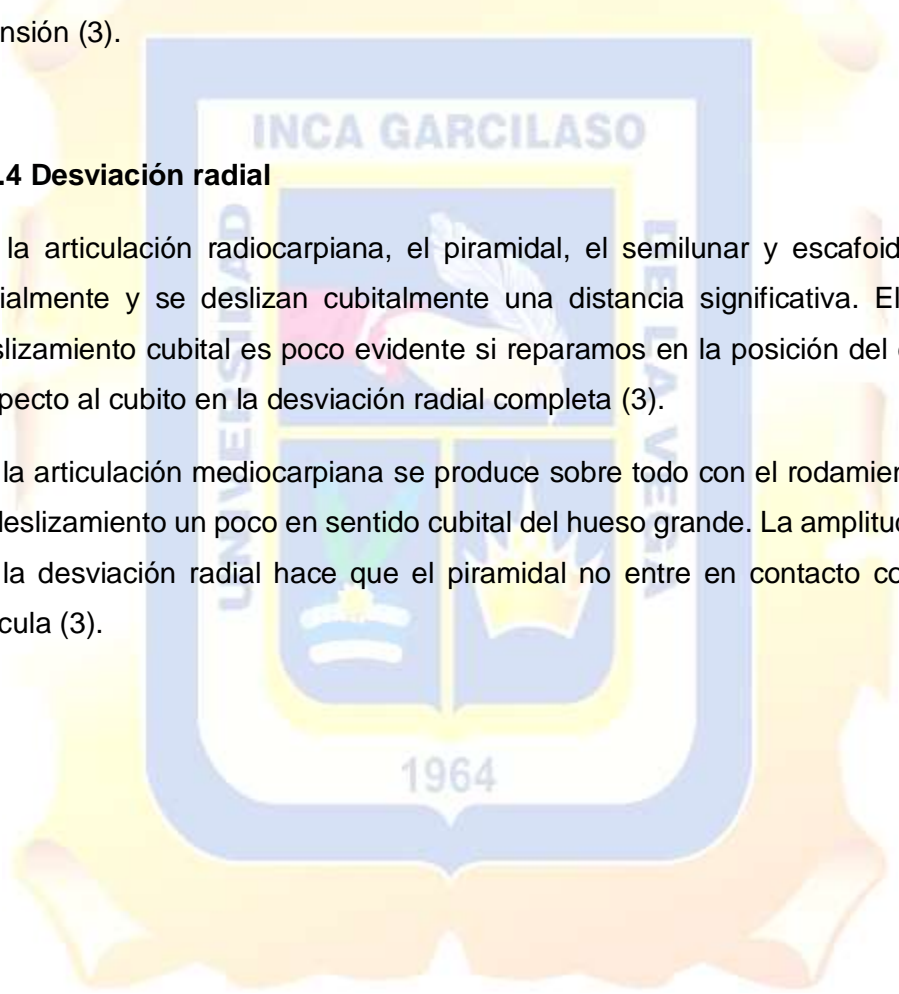 nsión (3).
INCA GARCILASO
.4 Desviación radial
la articulación radiocarpiana, el piramidal, el semilunar y escafoid
ialmente y se deslizan cubitalmente una distancia significativa. El
slizamiento cubital es poco evidente si reparamos en la posición del
pecto al cubito en la desviación radial completa (3).
la articulación mediocarpiana se produce sobre todo con el rodamien
deslizamiento un poco en sentido cubital del hueso grande. La amplitud
la desviación radial hace que el piramidal no entre en contacto co
cula (3).
UNIVERSIDAD
DE LA VEGA
1964